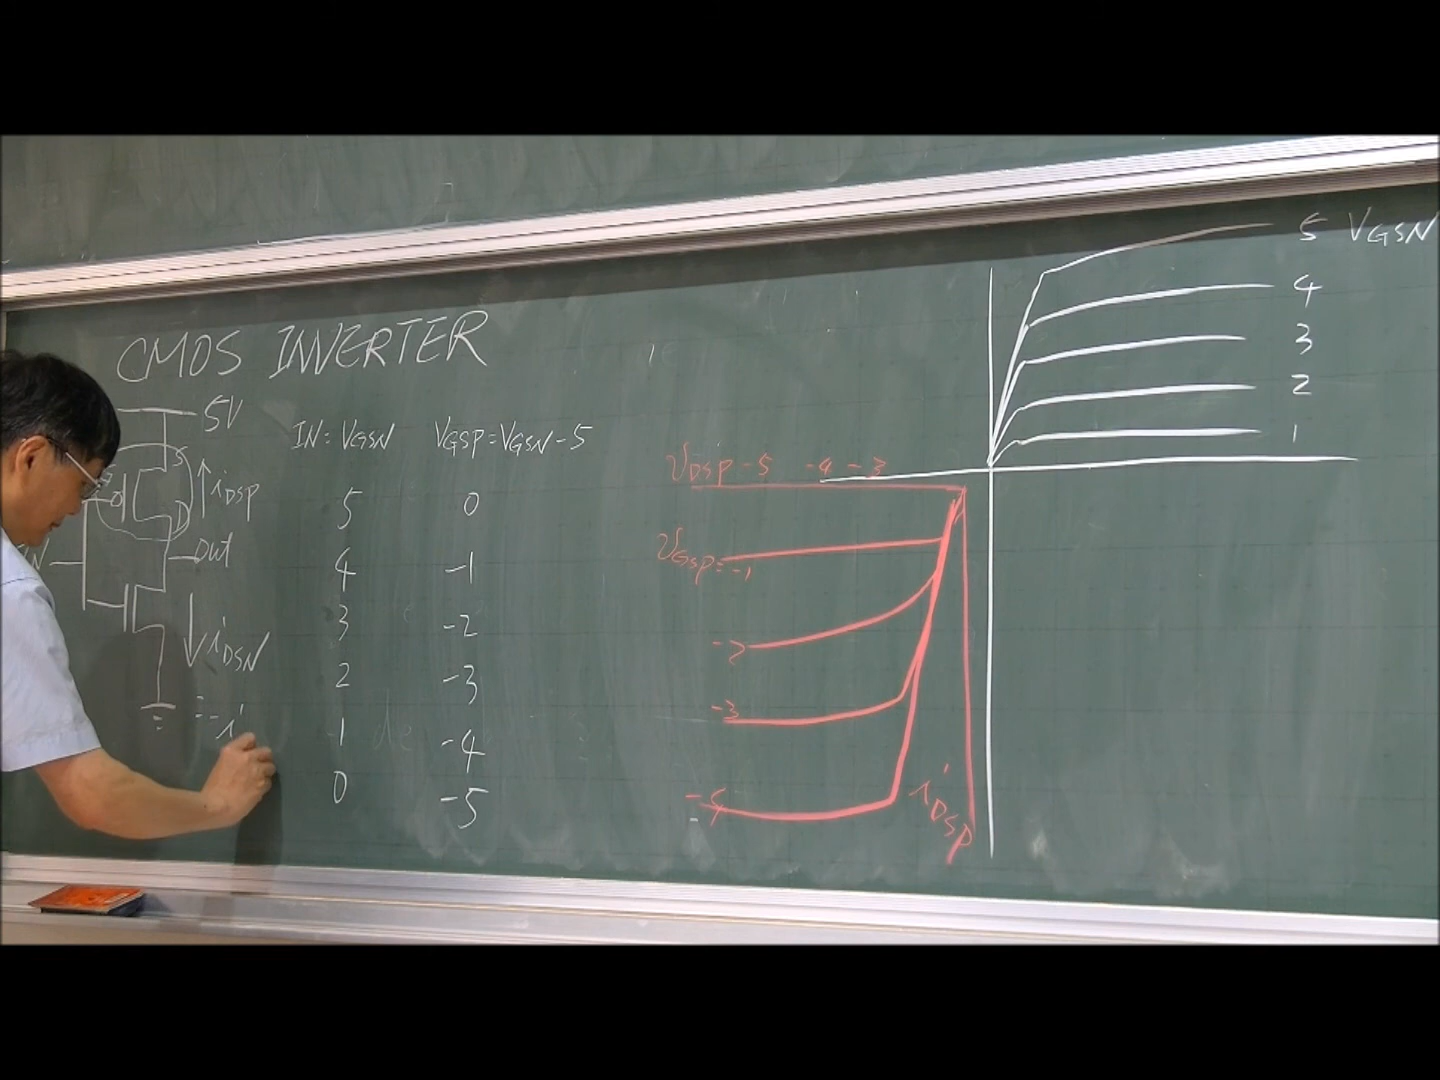 CMOS INVERTER
5V
S
iDSP
D
Out
iDSN
= -i
IN = VGSN VGSP = VGSN - 5
5 0
4 -1
3 -2
2 -3
1 -4
0 -5
VDSP -5 -4 -3
VGSP = -1
-2
-3
iDSP
5 VGSN
4
3
2
1